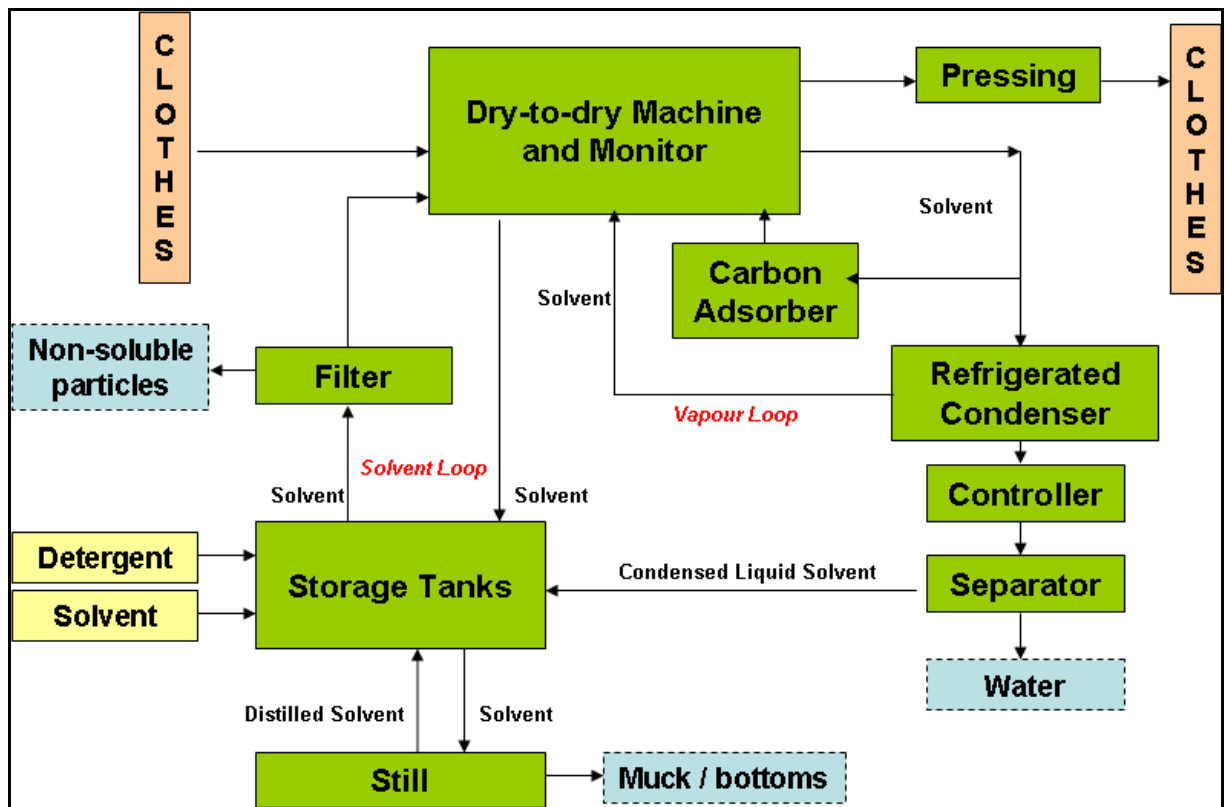 CLOTHES
Dry-to-dry Machine
and Monitor
Pressing
CLOTHES
Solvent
Solvent
Carbon
Adsorber
Non-soluble
particles
Filter
Refrigerated
Condenser
Vapour Loop
Solvent Loop
Solvent
Solvent
Controller
Detergent
Solvent
Storage Tanks
Condensed Liquid Solvent
Separator
Water
Distilled Solvent
Solvent
Still
Muck / bottoms